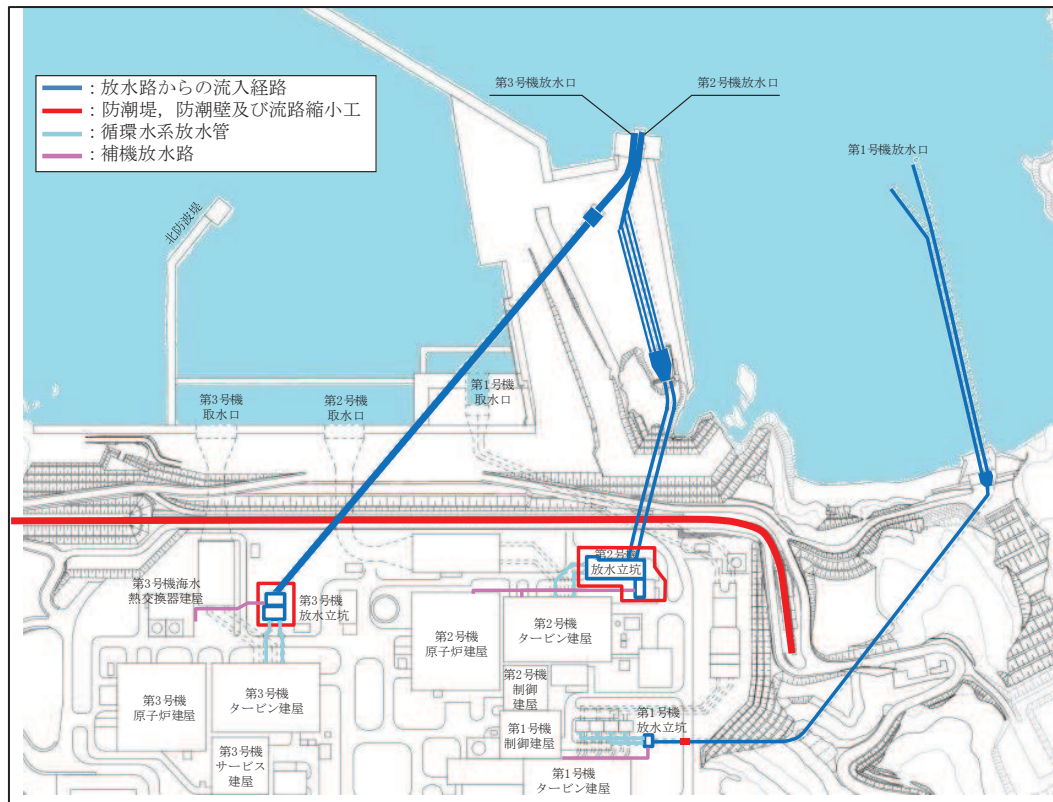 ：放水路からの流入経路
：防潮堤，防潮壁及び流路縮小工
：循環水系放水管
：補機放水路
第3号機放水口
第2号機放水口
第1号機放水口
北防波堤
第3号機
取水口
第2号機
取水口
第1号機
取水口
第3号機海水
熱交換器建屋
第3号機
放水立坑
第2号機
放水立坑
第2号機
原子炉建屋
第2号機
タービン建屋
第2号機
制御
建屋
第3号機
原子炉建屋
第3号機
タービン建屋
第1号機
制御建屋
第1号機
放水立坑
第3号機
サービス
建屋
第1号機
タービン建屋